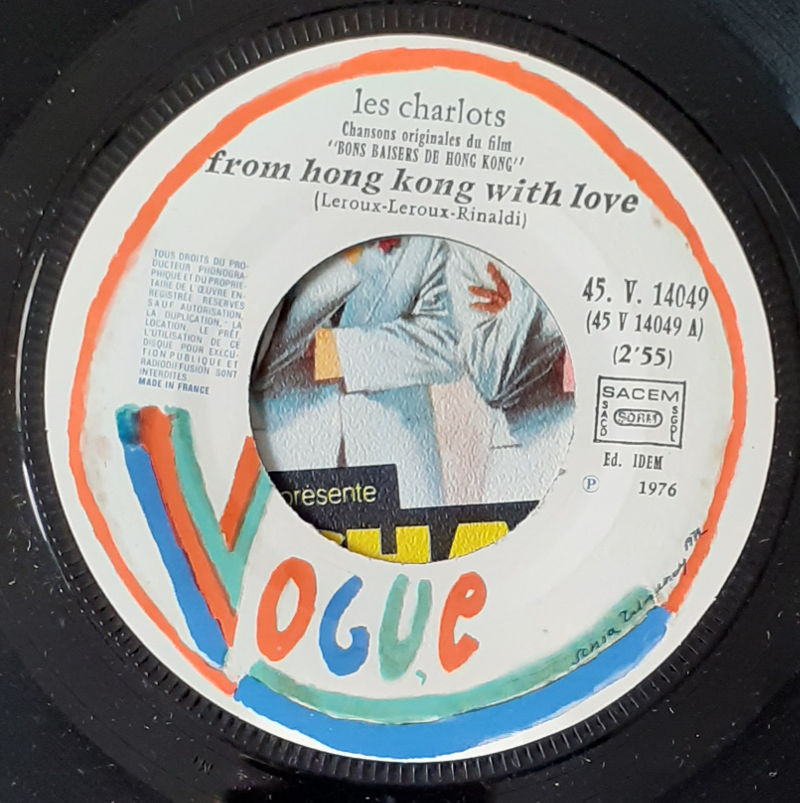 les charlots
Chansons originales du film
"BONS BAISERS DE HONG KONG"
from hong kong with love
(Leroux-Leroux-Rinaldi)
TOUS DROITS DU PRO-
DUCTEUR PHONOGRA-
PHIQUE ET DU PROPRIE-
TAIRE DE L'ŒUVRE EN-
REGISTREE RESERVES
SAUF AUTORISATION,
LA DUPLICATION, LA
LOCATION, LE PRÊT,
L'UTILISATION DE CE
DISQUE POUR EXECU-
TION PUBLIQUE ET
RADIODIFFUSION SONT
INTERDITES.
MADE IN FRANCE
45. V. 14049
(45 V 14049 A)
(2'55)
SACEM
SACD
SDRM
SGDL
Ed. IDEM
Ⓟ 1976
présente
CHA
VOGUE